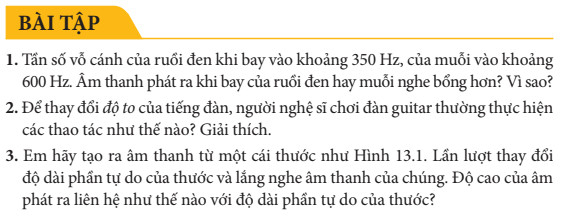 BÀI TẬP
1. Tần số vỗ cánh của ruồi đen khi bay vào khoảng 350 Hz, của muỗi vào khoảng
600 Hz. Âm thanh phát ra khi bay của ruồi đen hay muỗi nghe bổng hơn? Vì sao?
2. Để thay đổi độ to của tiếng đàn, người nghệ sĩ chơi đàn guitar thường thực hiện
các thao tác như thế nào? Giải thích.
3. Em hãy tạo ra âm thanh từ một cái thước như Hình 13.1. Lần lượt thay đổi
độ dài phần tự do của thước và lắng nghe âm thanh của chúng. Độ cao của âm
phát ra liên hệ như thế nào với độ dài phần tự do của thước?